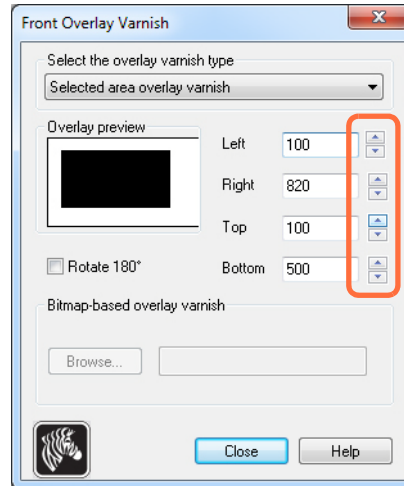 Front Overlay Varnish
Select the overlay varnish type
Selected area overlay varnish
Overlay preview
Left 100
Right 820
Top 100
Rotate 180° Bottom 500
Bitmap-based overlay varnish
Browse...
Close Help